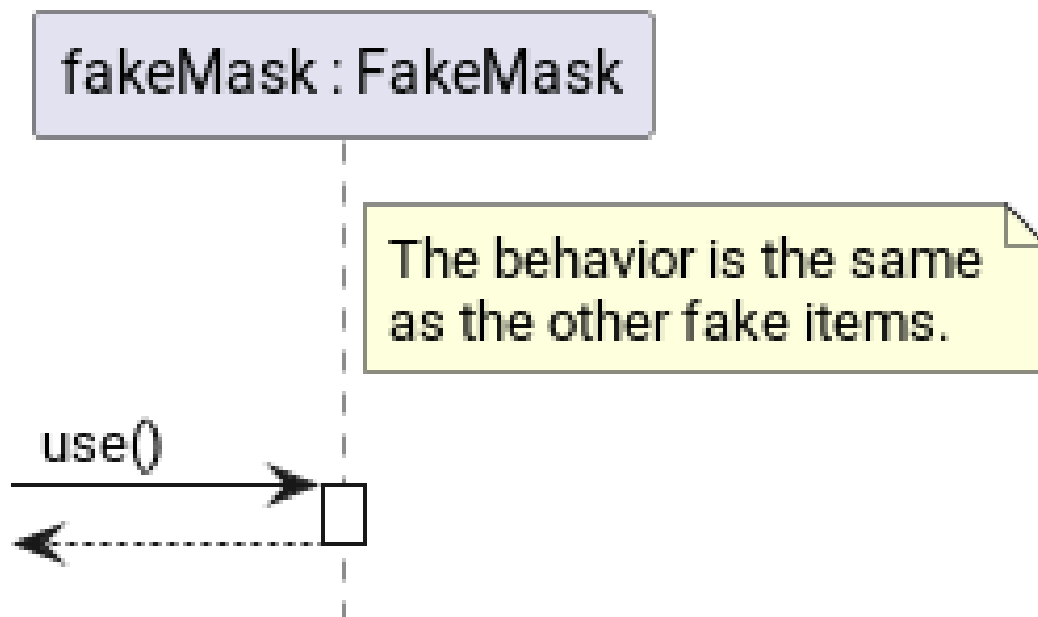 fakeMask : FakeMask
The behavior is the same
as the other fake items.
use()